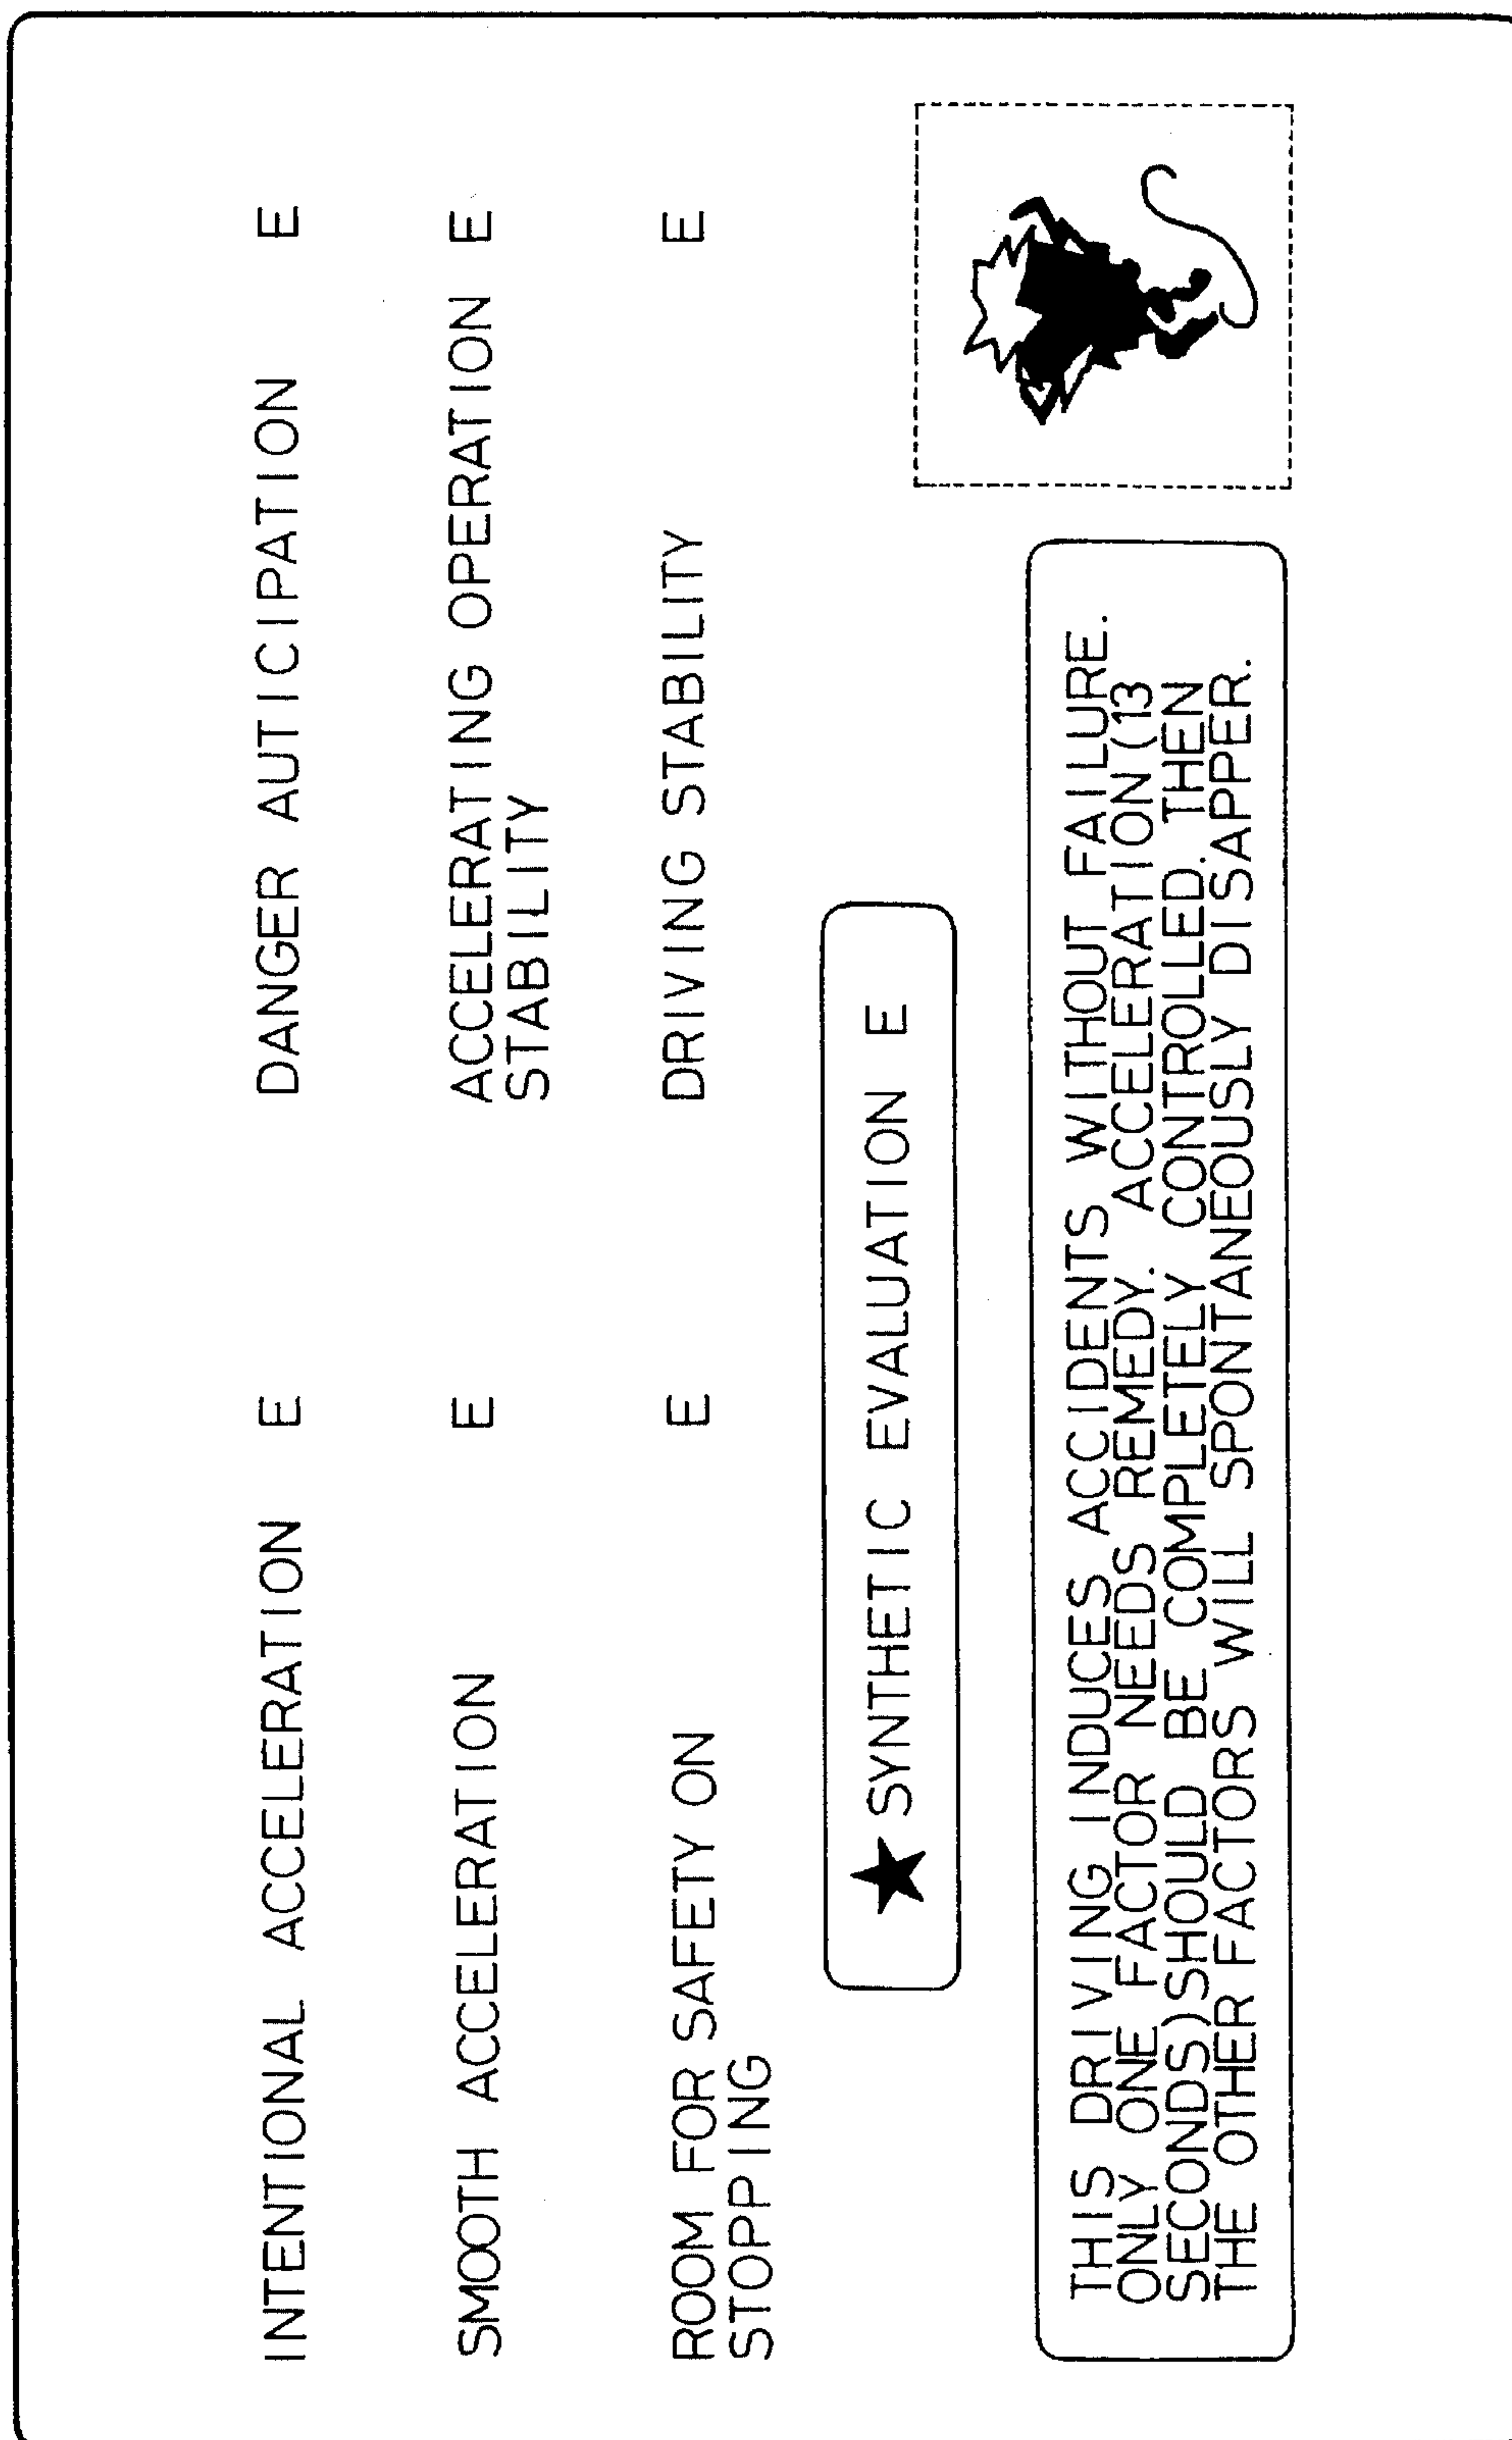 INTENTIONAL ACCELERATION E
DANGER AUTICIPATION E
SMOOTH ACCELERATION E
ACCELERATING OPERATION E
STABILITY
ROOM FOR SAFETY ON E
STOPPING
DRIVING STABILITY E
★ SYNTHETIC EVALUATION E
THIS DRIVING INDUCES ACCIDENTS WITHOUT FAILURE.
ONLY ONE FACTOR NEEDS REMEDY. ACCELERATION (13
SECONDS) SHOULD BE COMPLETELY CONTROLLED. THEN
THE OTHER FACTORS WILL SPONTANEOUSLY DISAPPER.